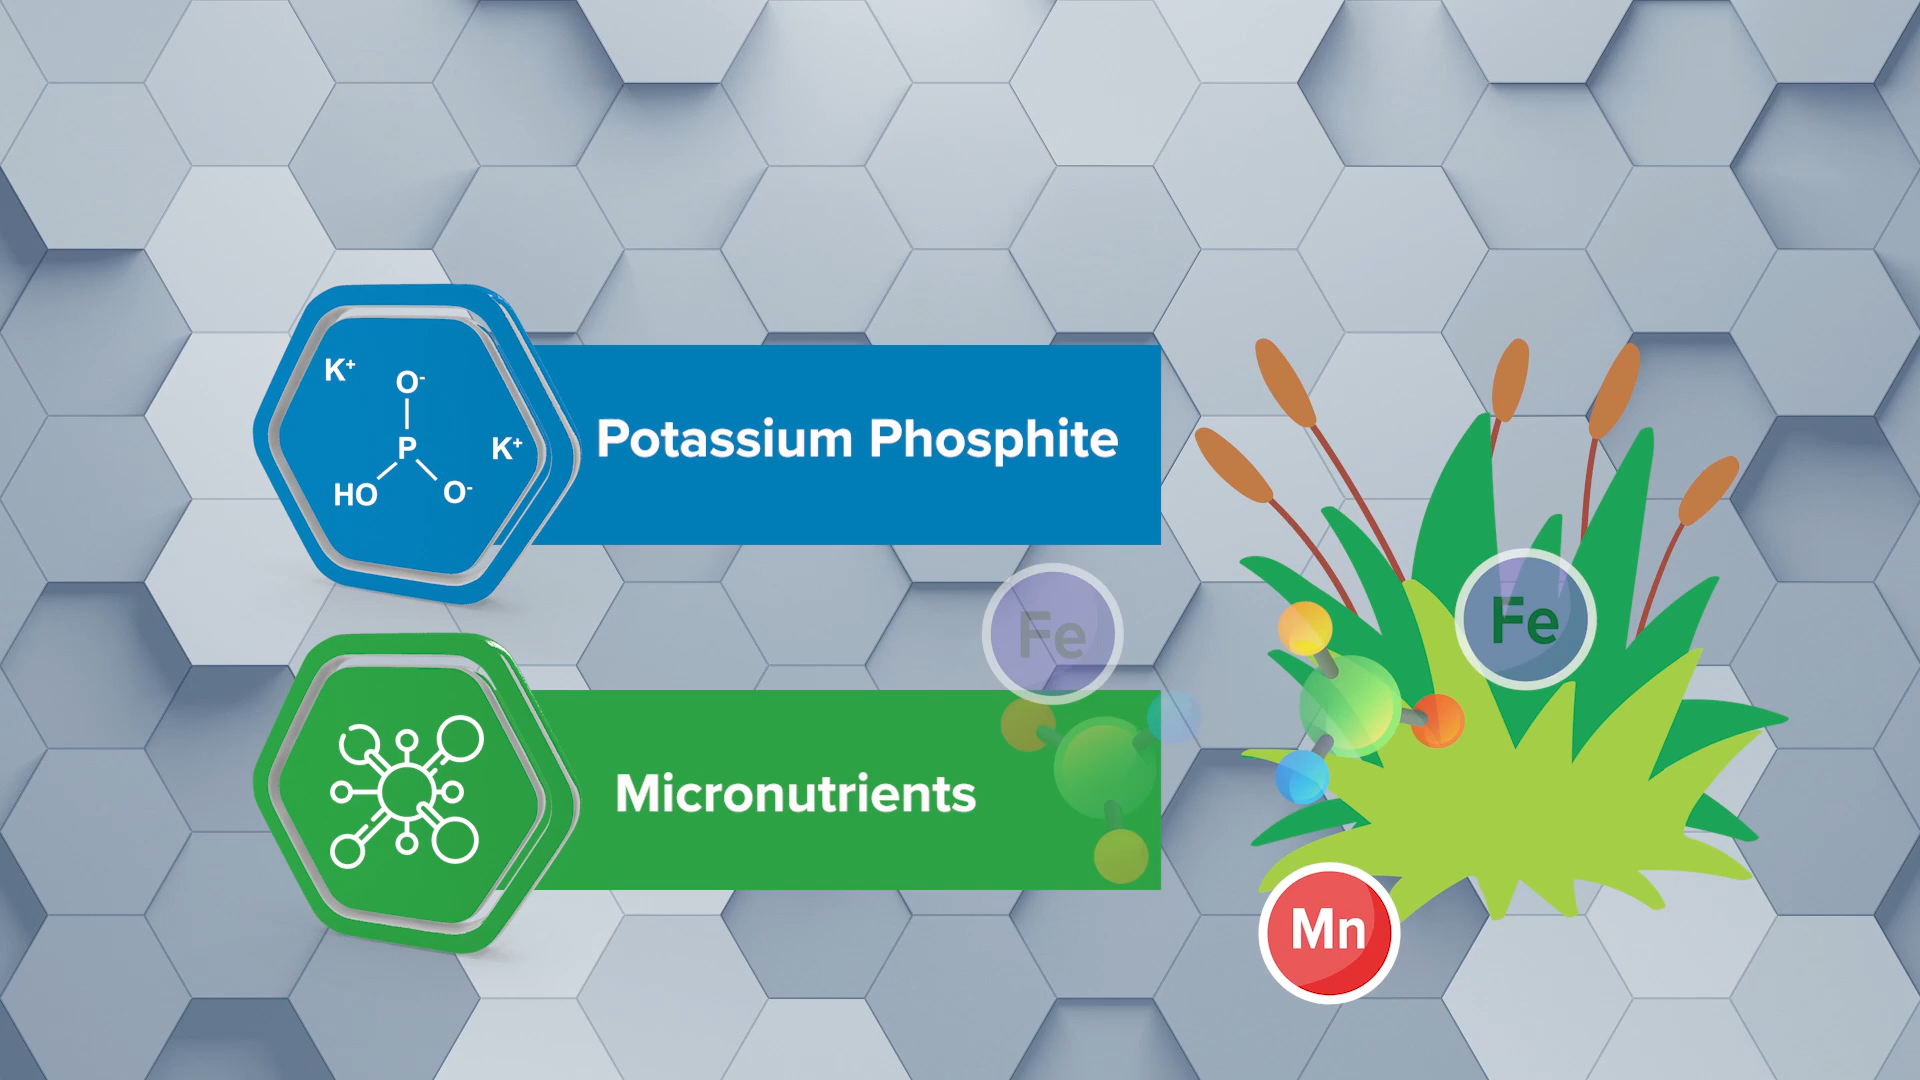 K+
O-
P
K+
HO
O-
Potassium Phosphite
Fe
Fe
Micronutrients
Mn